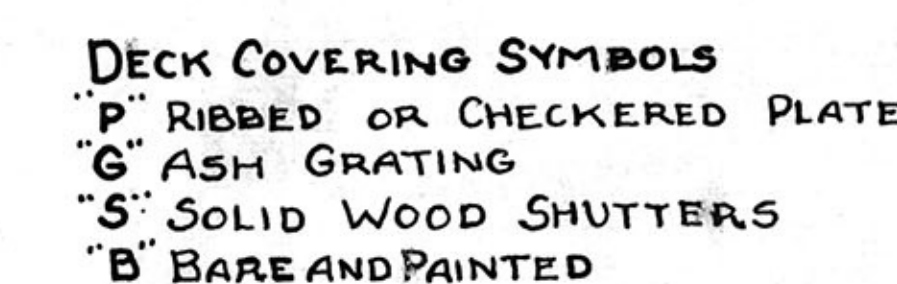 DECK COVERING SYMBOLS
"P" RIBBED OR CHECKERED PLATE
"G" ASH GRATING
"S" SOLID WOOD SHUTTERS
"B" BARE AND PAINTED